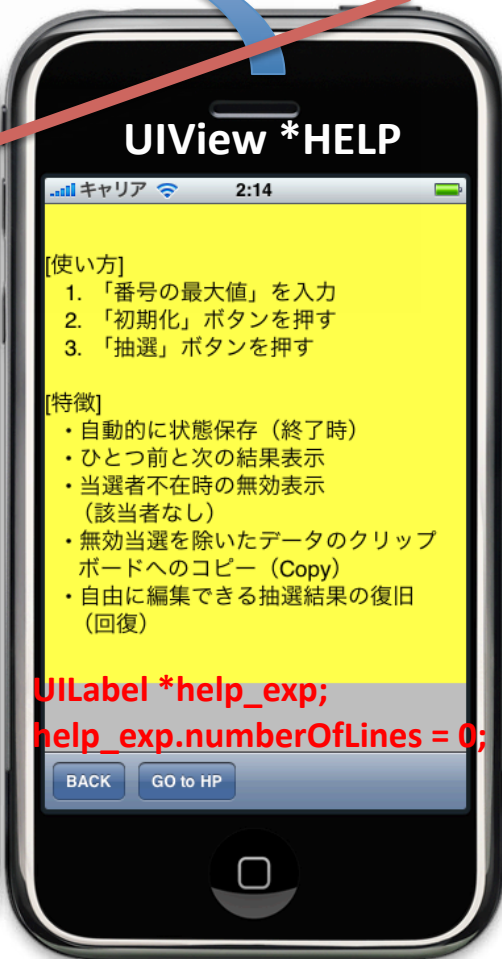 UIView *HELP
キャリア 2:14
[使い方]
1. 「番号の最大値」を入力
2. 「初期化」ボタンを押す
3. 「抽選」ボタンを押す
[特徴]
・自動的に状態保存（終了時）
・ひとつ前と次の結果表示
・当選者不在時の無効表示
（該当者なし）
・無効当選を除いたデータのクリップ
ボードへのコピー（Copy）
・自由に編集できる抽選結果の復旧
（回復）
UILabel *help_exp;
help_exp.numberOfLines = 0;
BACK GO to HP